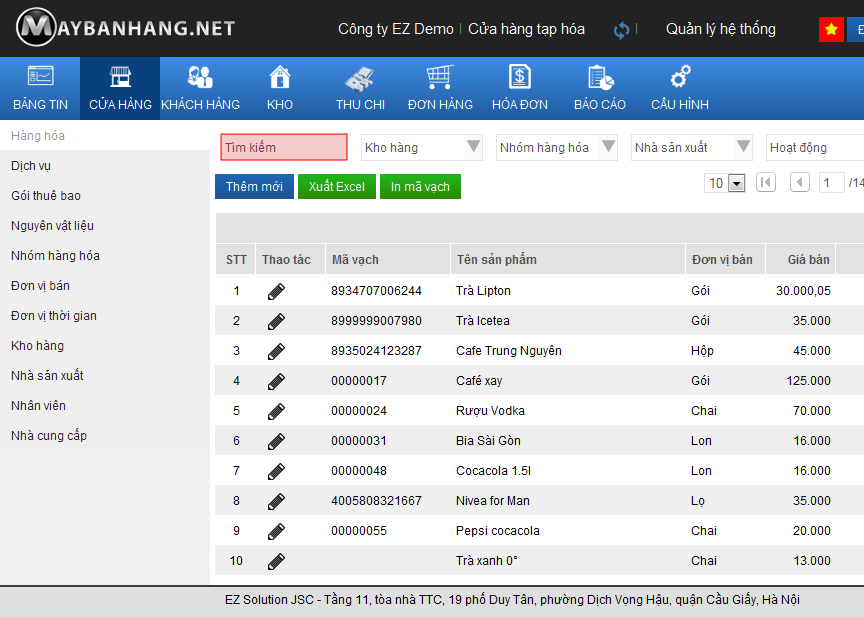 MAYBANHANG.NET
Công ty EZ Demo | Cửa hàng tạp hóa | Quản lý hệ thống
BẢNG TIN CỬA HÀNG KHÁCH HÀNG KHO THU CHI ĐƠN HÀNG HÓA ĐƠN BÁO CÁO CẤU HÌNH
Hàng hóa
Dịch vụ
Gói thuê bao
Nguyên vật liệu
Nhóm hàng hóa
Đơn vị bán
Đơn vị thời gian
Kho hàng
Nhà sản xuất
Nhân viên
Nhà cung cấp
Tìm kiếm Kho hàng Nhóm hàng hóa Nhà sản xuất Hoạt động
Thêm mới Xuất Excel In mã vạch 10 1 /14
STT Thao tác Mã vạch Tên sản phẩm Đơn vị bán Giá bán
1 8934707006244 Trà Lipton Gói 30.000,05
2 8999999007980 Trà Icetea Gói 35.000
3 8935024123287 Cafe Trung Nguyên Hộp 45.000
4 00000017 Café xay Gói 125.000
5 00000024 Rượu Vodka Chai 70.000
6 00000031 Bia Sài Gòn Lon 16.000
7 00000048 Cocacola 1.5l Lon 16.000
8 4005808321667 Nivea for Man Lọ 35.000
9 00000055 Pepsi cocacola Chai 20.000
10 Trà xanh 0° Chai 13.000
EZ Solution JSC - Tầng 11, tòa nhà TTC, 19 phố Duy Tân, phường Dịch Vọng Hậu, quận Cầu Giấy, Hà Nội